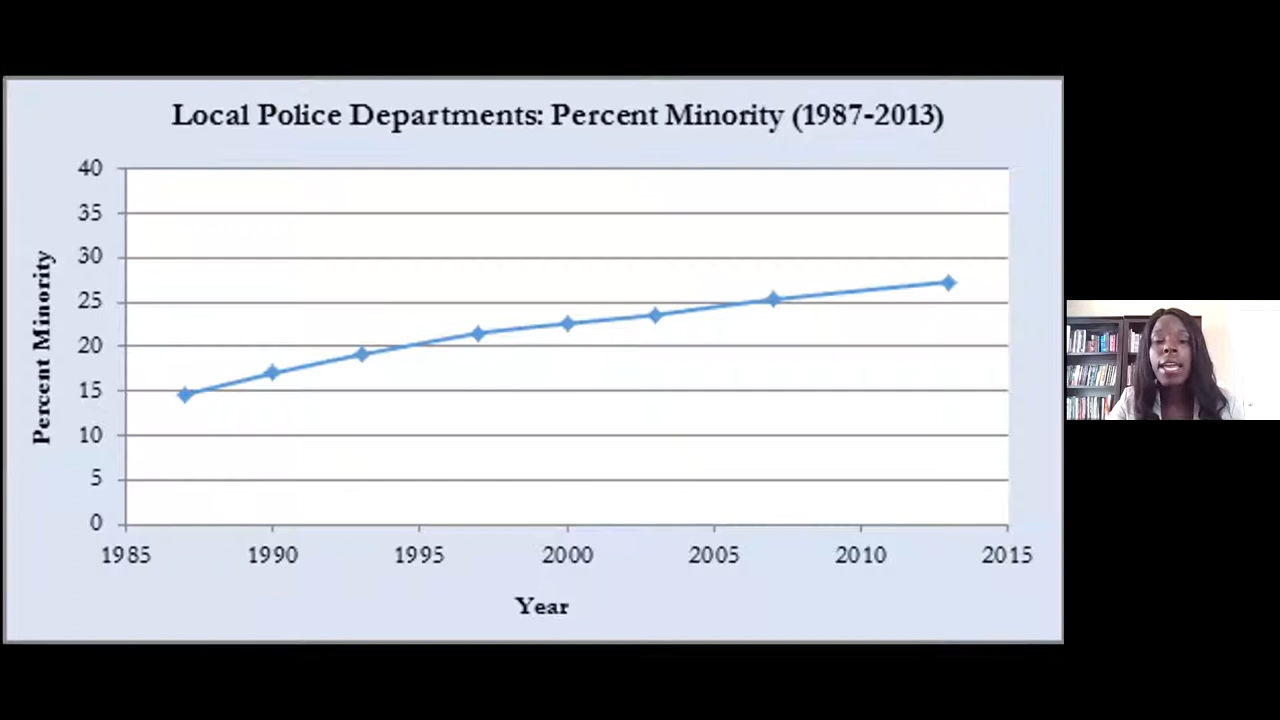 Local Police Departments: Percent Minority (1987-2013)
40
35
30
25
20
15
10
5
0
Percent Minority
1985 1990 1995 2000 2005 2010 2015
Year